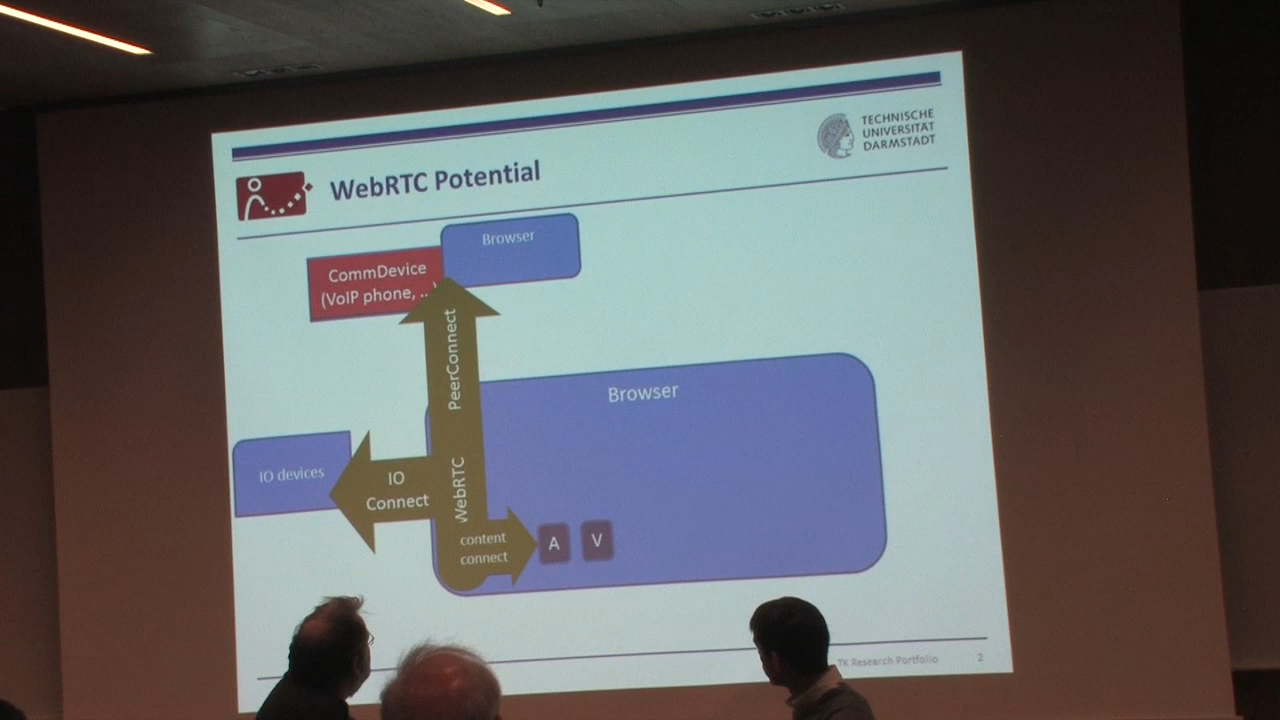 TECHNISCHE
UNIVERSITÄT
DARMSTADT
WebRTC Potential
Browser
CommDevice
(VoIP phone, ..)
PeerConnect
Browser
IO devices
IO
Connect
WebRTC
content
connect
A
V
TK Research Portfolio
2